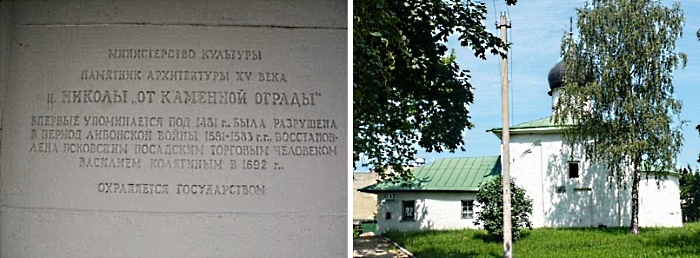 МИНИСТЕРСТВО КУЛЬТУРЫ
ПАМЯТНИК АРХИТЕКТУРЫ XV ВЕКА
ц. НИКОЛЫ „ОТ КАМЕННОЙ ОГРАДЫ“
ВПЕРВЫЕ УПОМИНАЕТСЯ ПОД 1481 г., БЫЛА РАЗРУШЕНА
В ПЕРИОД ЛИВОНСКОЙ ВОЙНЫ 1581-1583 г.г., ВОССТАНОВ-
ЛЕНА ПСКОВСКИМ ПОСАДСКИМ ТОРГОВЫМ ЧЕЛОВЕКОМ
ВАСИЛИЕМ КОЛЯГИНЫМ В 1692 г..
ОХРАНЯЕТСЯ ГОСУДАРСТВОМ